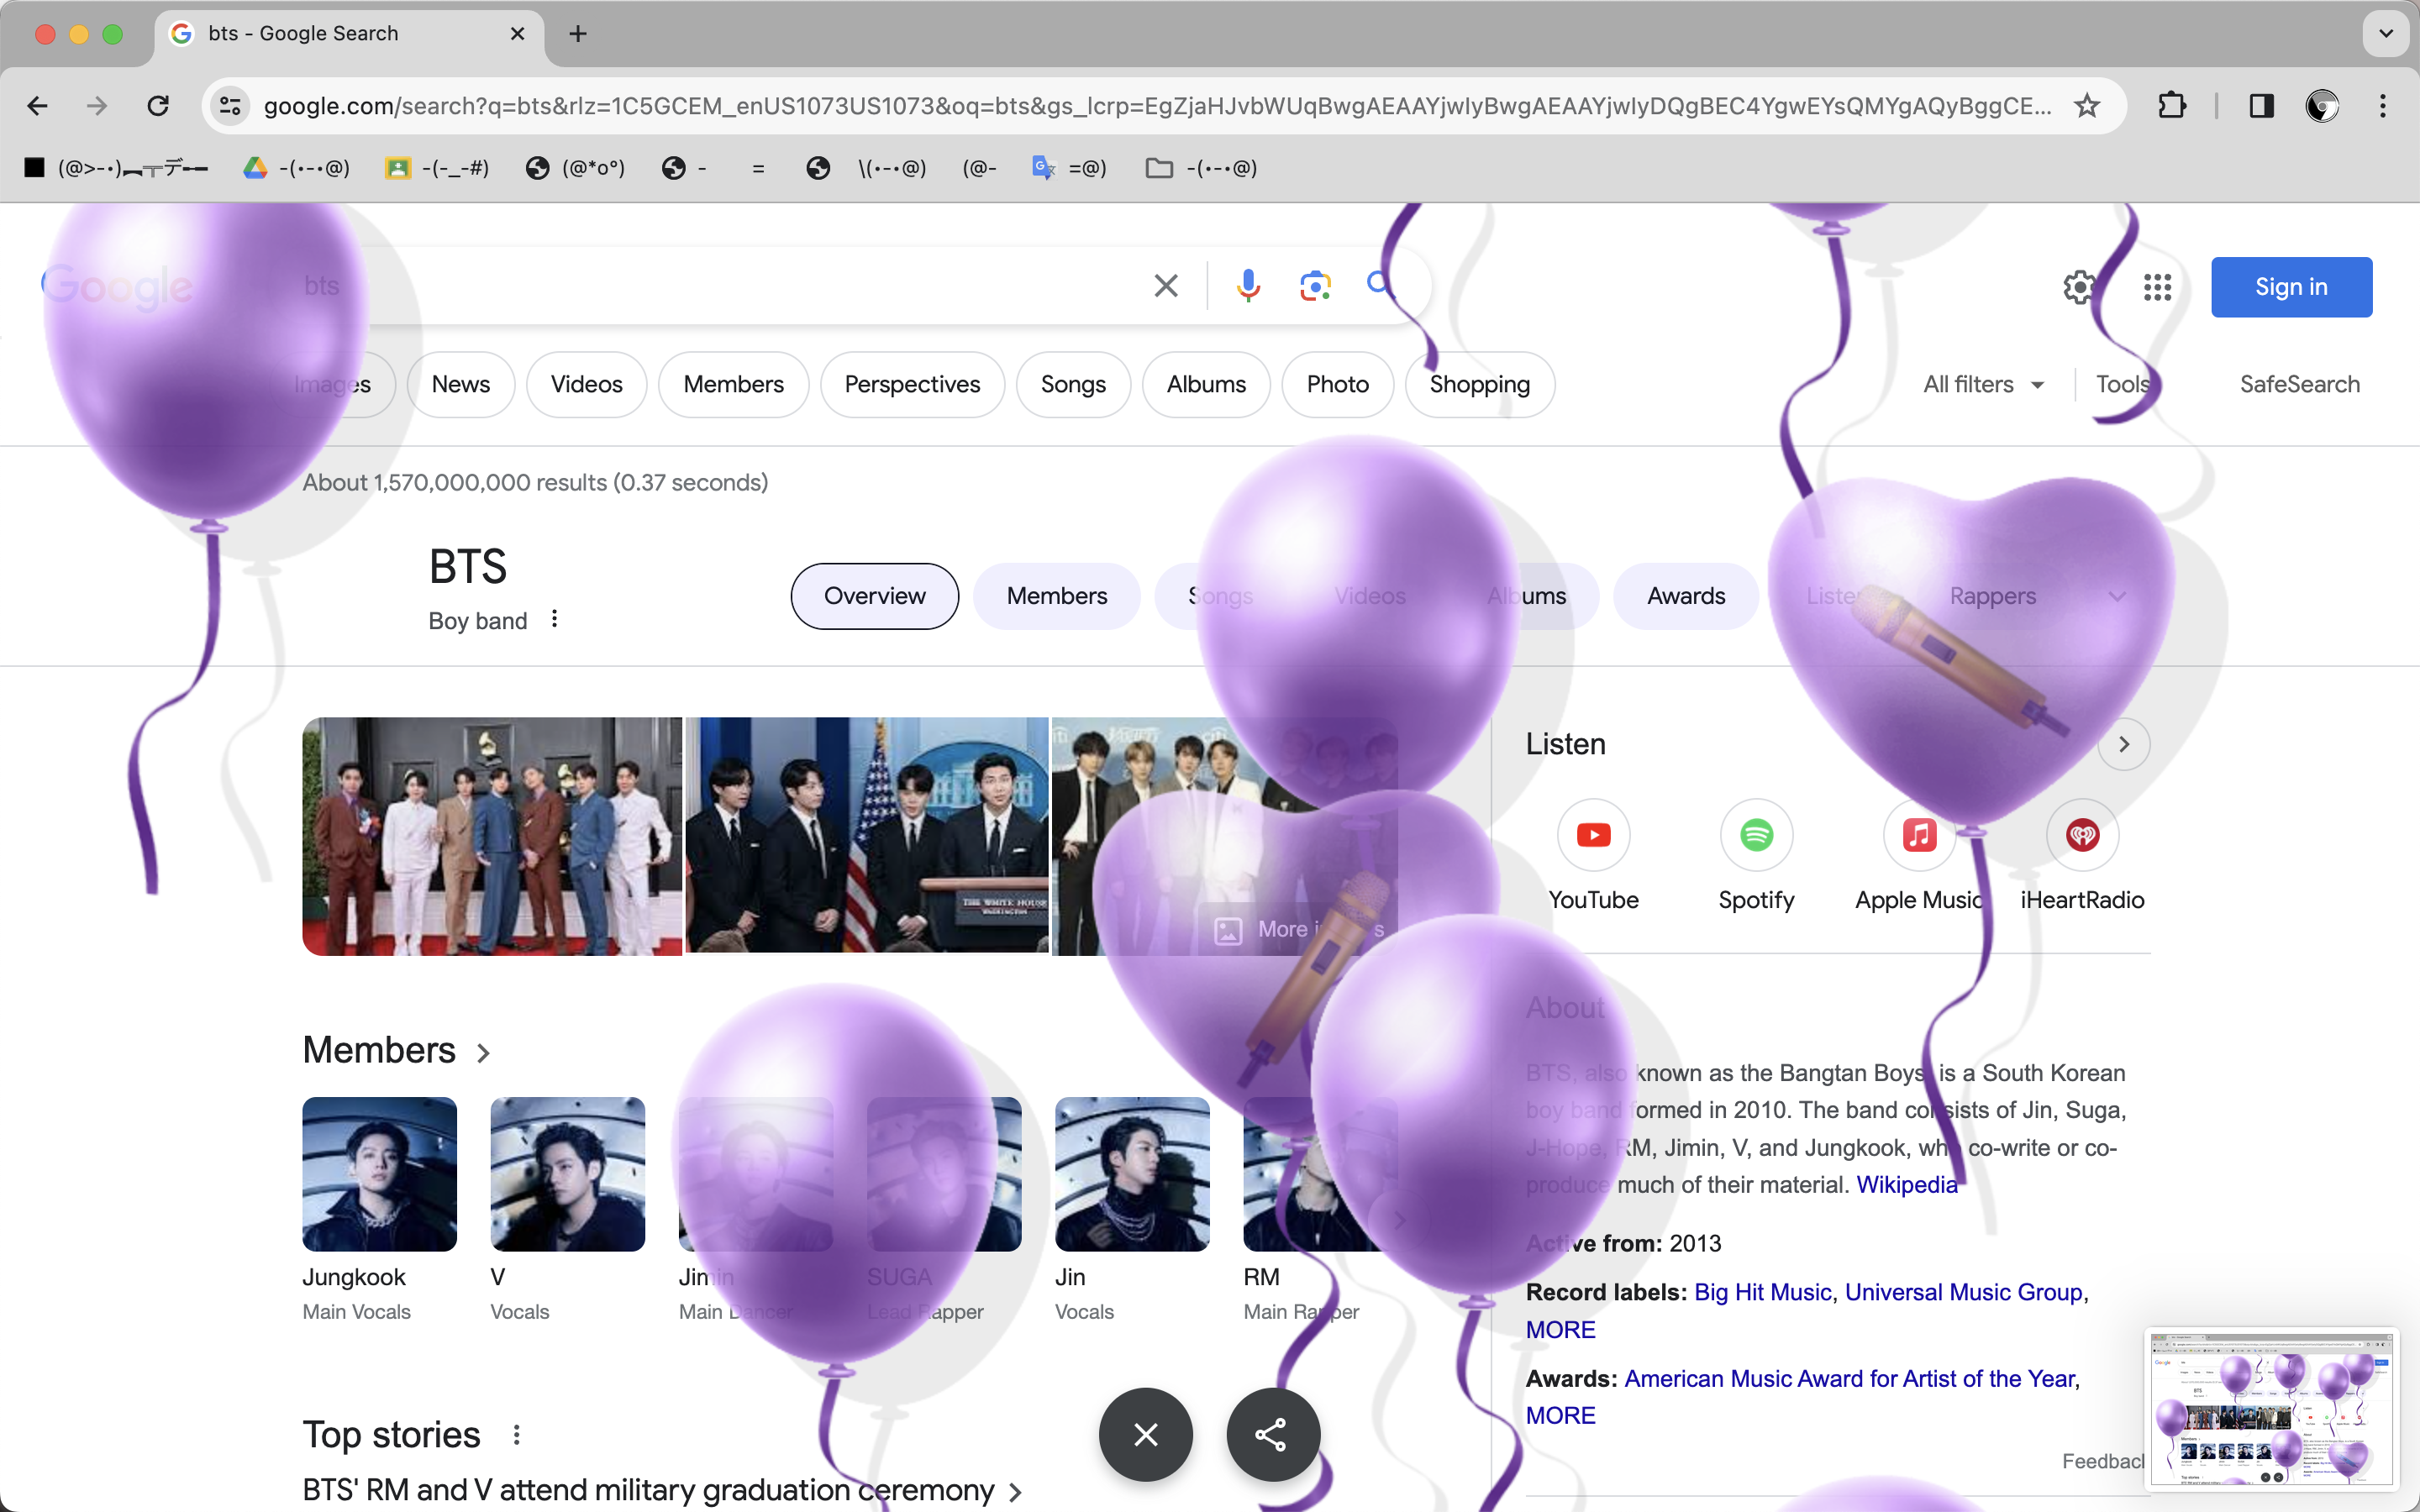 bts - Google Search
google.com/search?q=bts&rlz=1C5GCEM_enUS1073US1073&oq=bts&gs_lcrp=EgZjaHJvbWUqBwgAEAAYjwIyBwgAEAAYjwIyDQgBEC4YgwEYsQMYgAQyBggCE...
(@>-•)︻╦デ╾━ -(•-•@) -(-_-#) (@*o°) - = \(•-•@) (@- =@) -(•-•@)
Google bts Sign in
Images News Videos Members Perspectives Songs Albums Photo Shopping All filters Tools SafeSearch
About 1,570,000,000 results (0.37 seconds)
BTS
Boy band
Overview Members Songs Videos Albums Awards Listen Rappers
THE WHITE HOUSE
WASHINGTON
More
Listen
YouTube Spotify Apple Music iHeartRadio
About
BTS, also known as the Bangtan Boys, is a South Korean
boy band formed in 2010. The band consists of Jin, Suga,
J-Hope, RM, Jimin, V, and Jungkook, who co-write or co-
produce much of their material. Wikipedia
Active from: 2013
Record labels: Big Hit Music, Universal Music Group,
MORE
Awards: American Music Award for Artist of the Year,
MORE
Feedback
Members
Jungkook V Jimin SUGA Jin RM
Main Vocals Vocals Main Dancer Lead Rapper Vocals Main Rapper
Top stories
BTS' RM and V attend military graduation ceremony